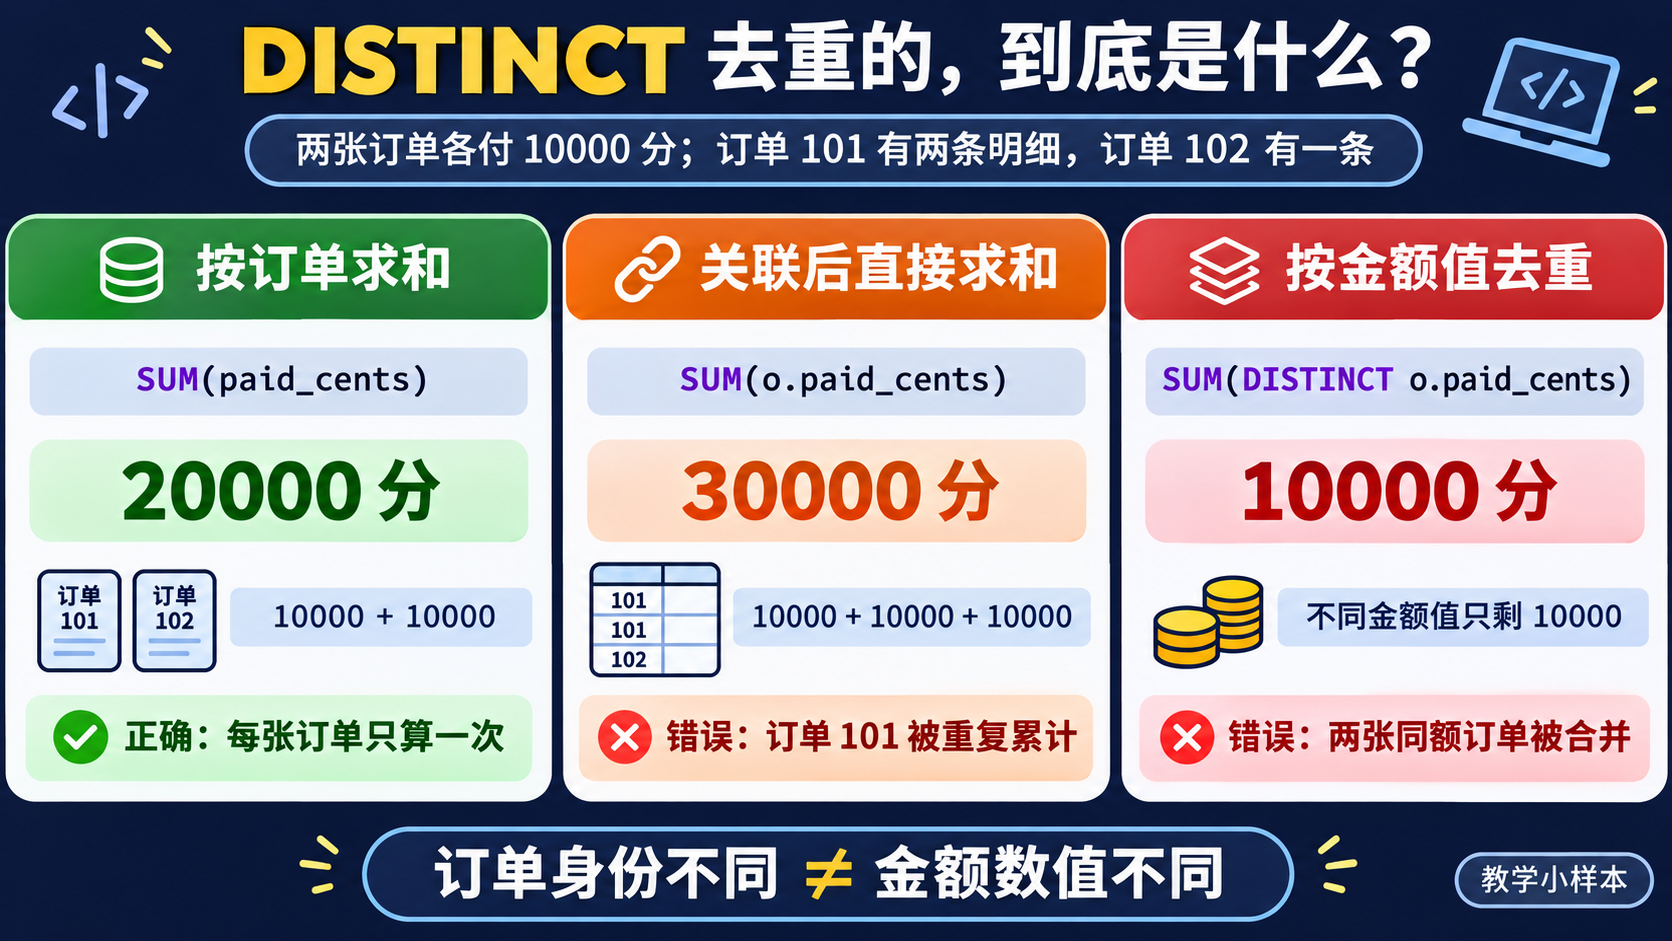 DISTINCT 去重的，到底是什么？
两张订单各付 10000 分；订单 101 有两条明细，订单 102 有一条
按订单求和
SUM(paid_cents)
20000 分
订单
101
订单
102
10000 + 10000
正确：每张订单只算一次
关联后直接求和
SUM(o.paid_cents)
30000 分
101
101
102
10000 + 10000 + 10000
错误：订单 101 被重复累计
按金额值去重
SUM(DISTINCT o.paid_cents)
10000 分
不同金额值只剩 10000
错误：两张同额订单被合并
订单身份不同 ≠ 金额数值不同
教学小样本